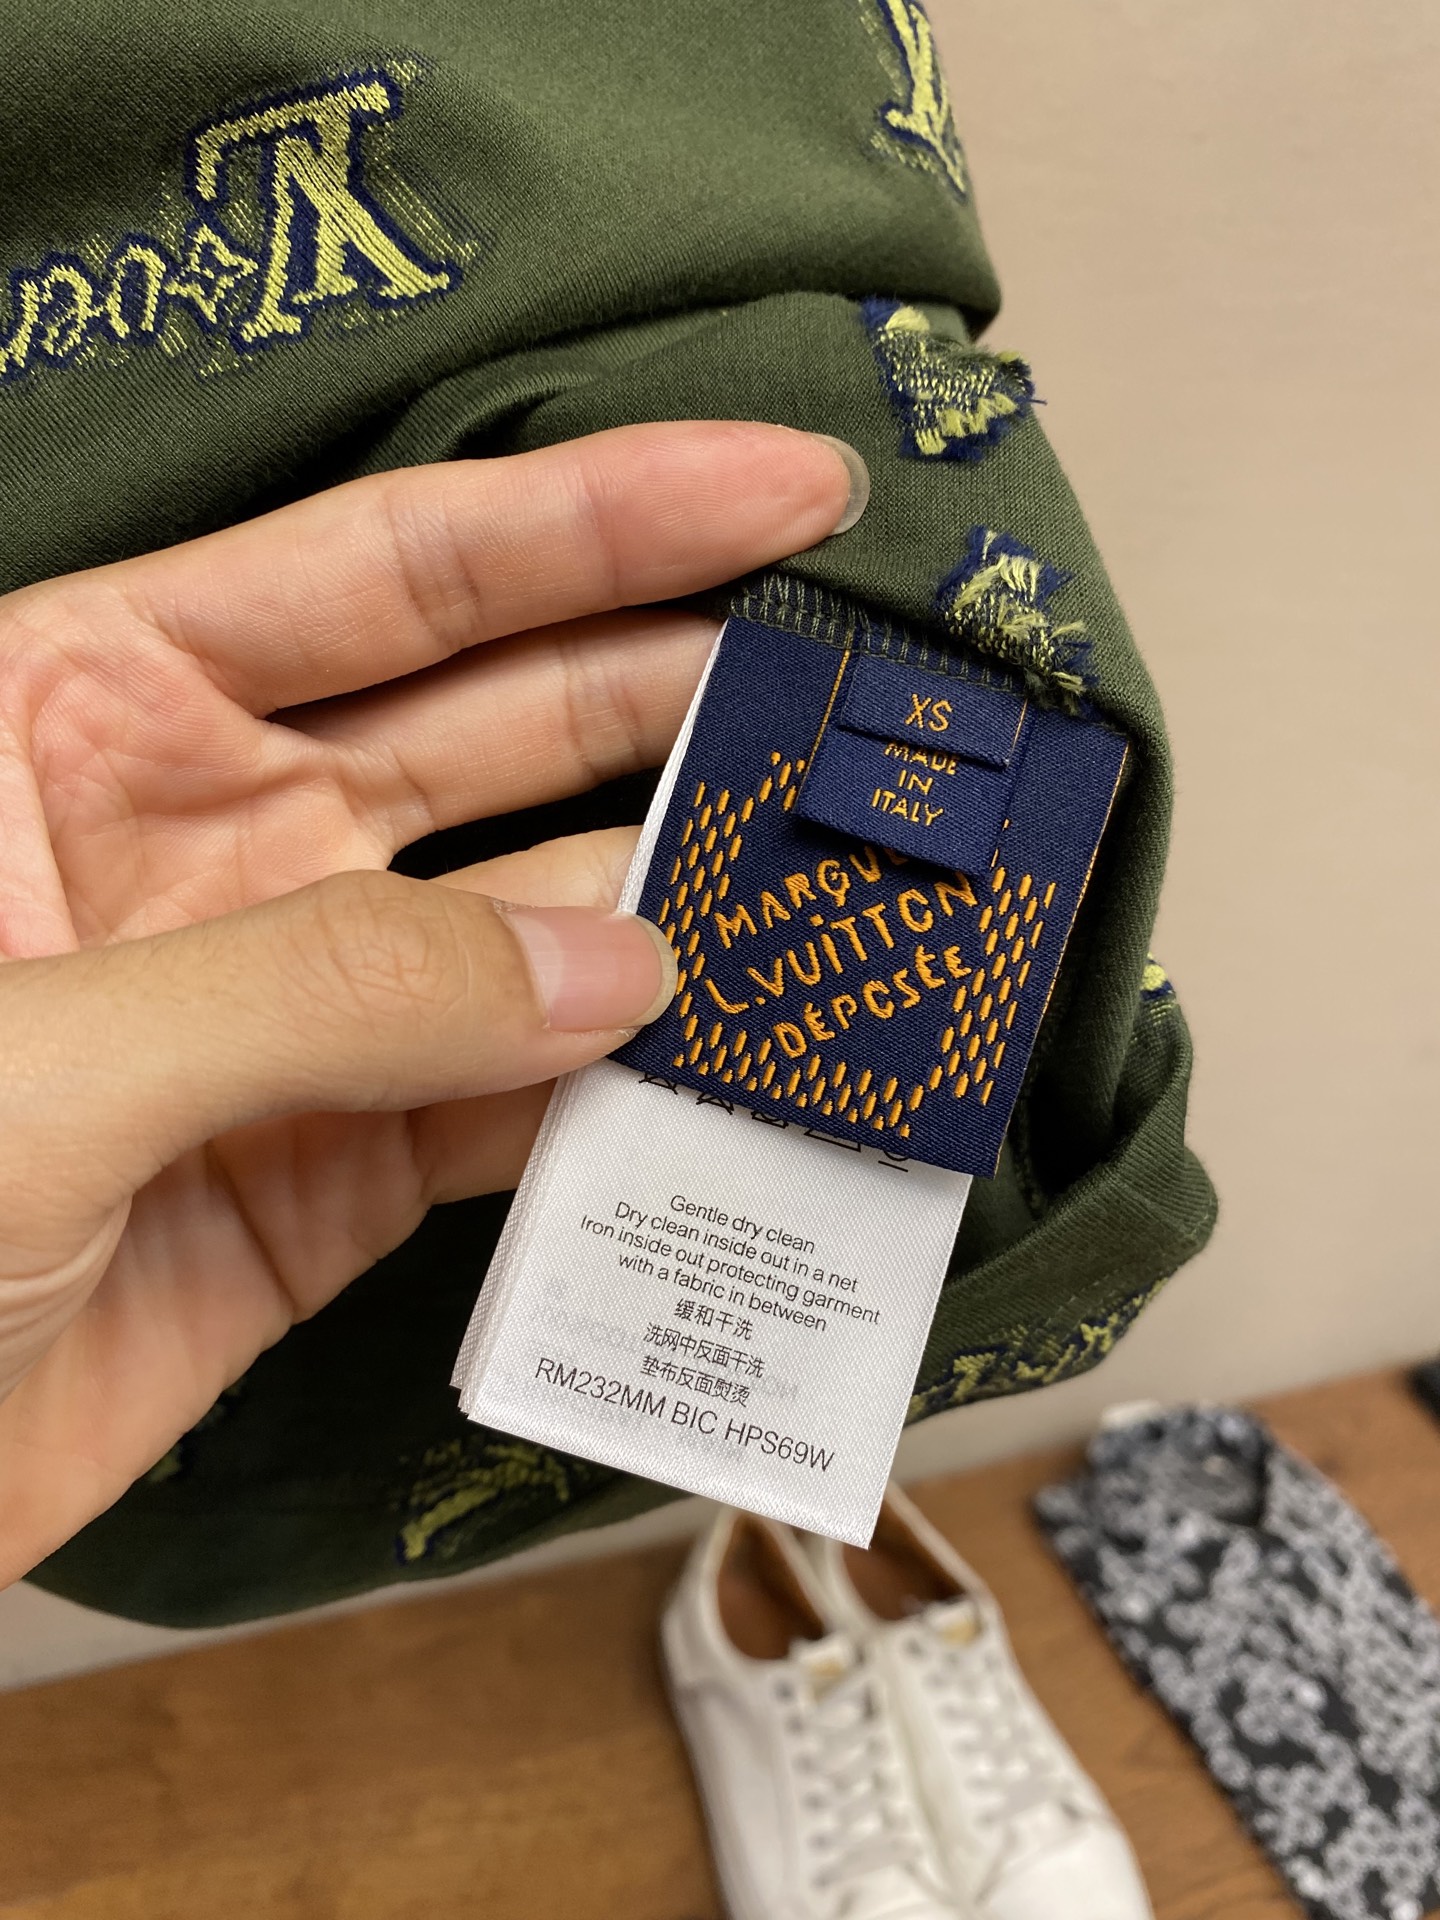 XS
MADE
IN
ITALY
L.VUiTTON
DÉPOSÉE
Gentle dry clean
Dry clean inside out in a net
Iron inside out protecting garment
with a fabric in between
缓和干洗
洗网中反面干洗
垫布反面熨烫
RM232MM BIC HPS69W